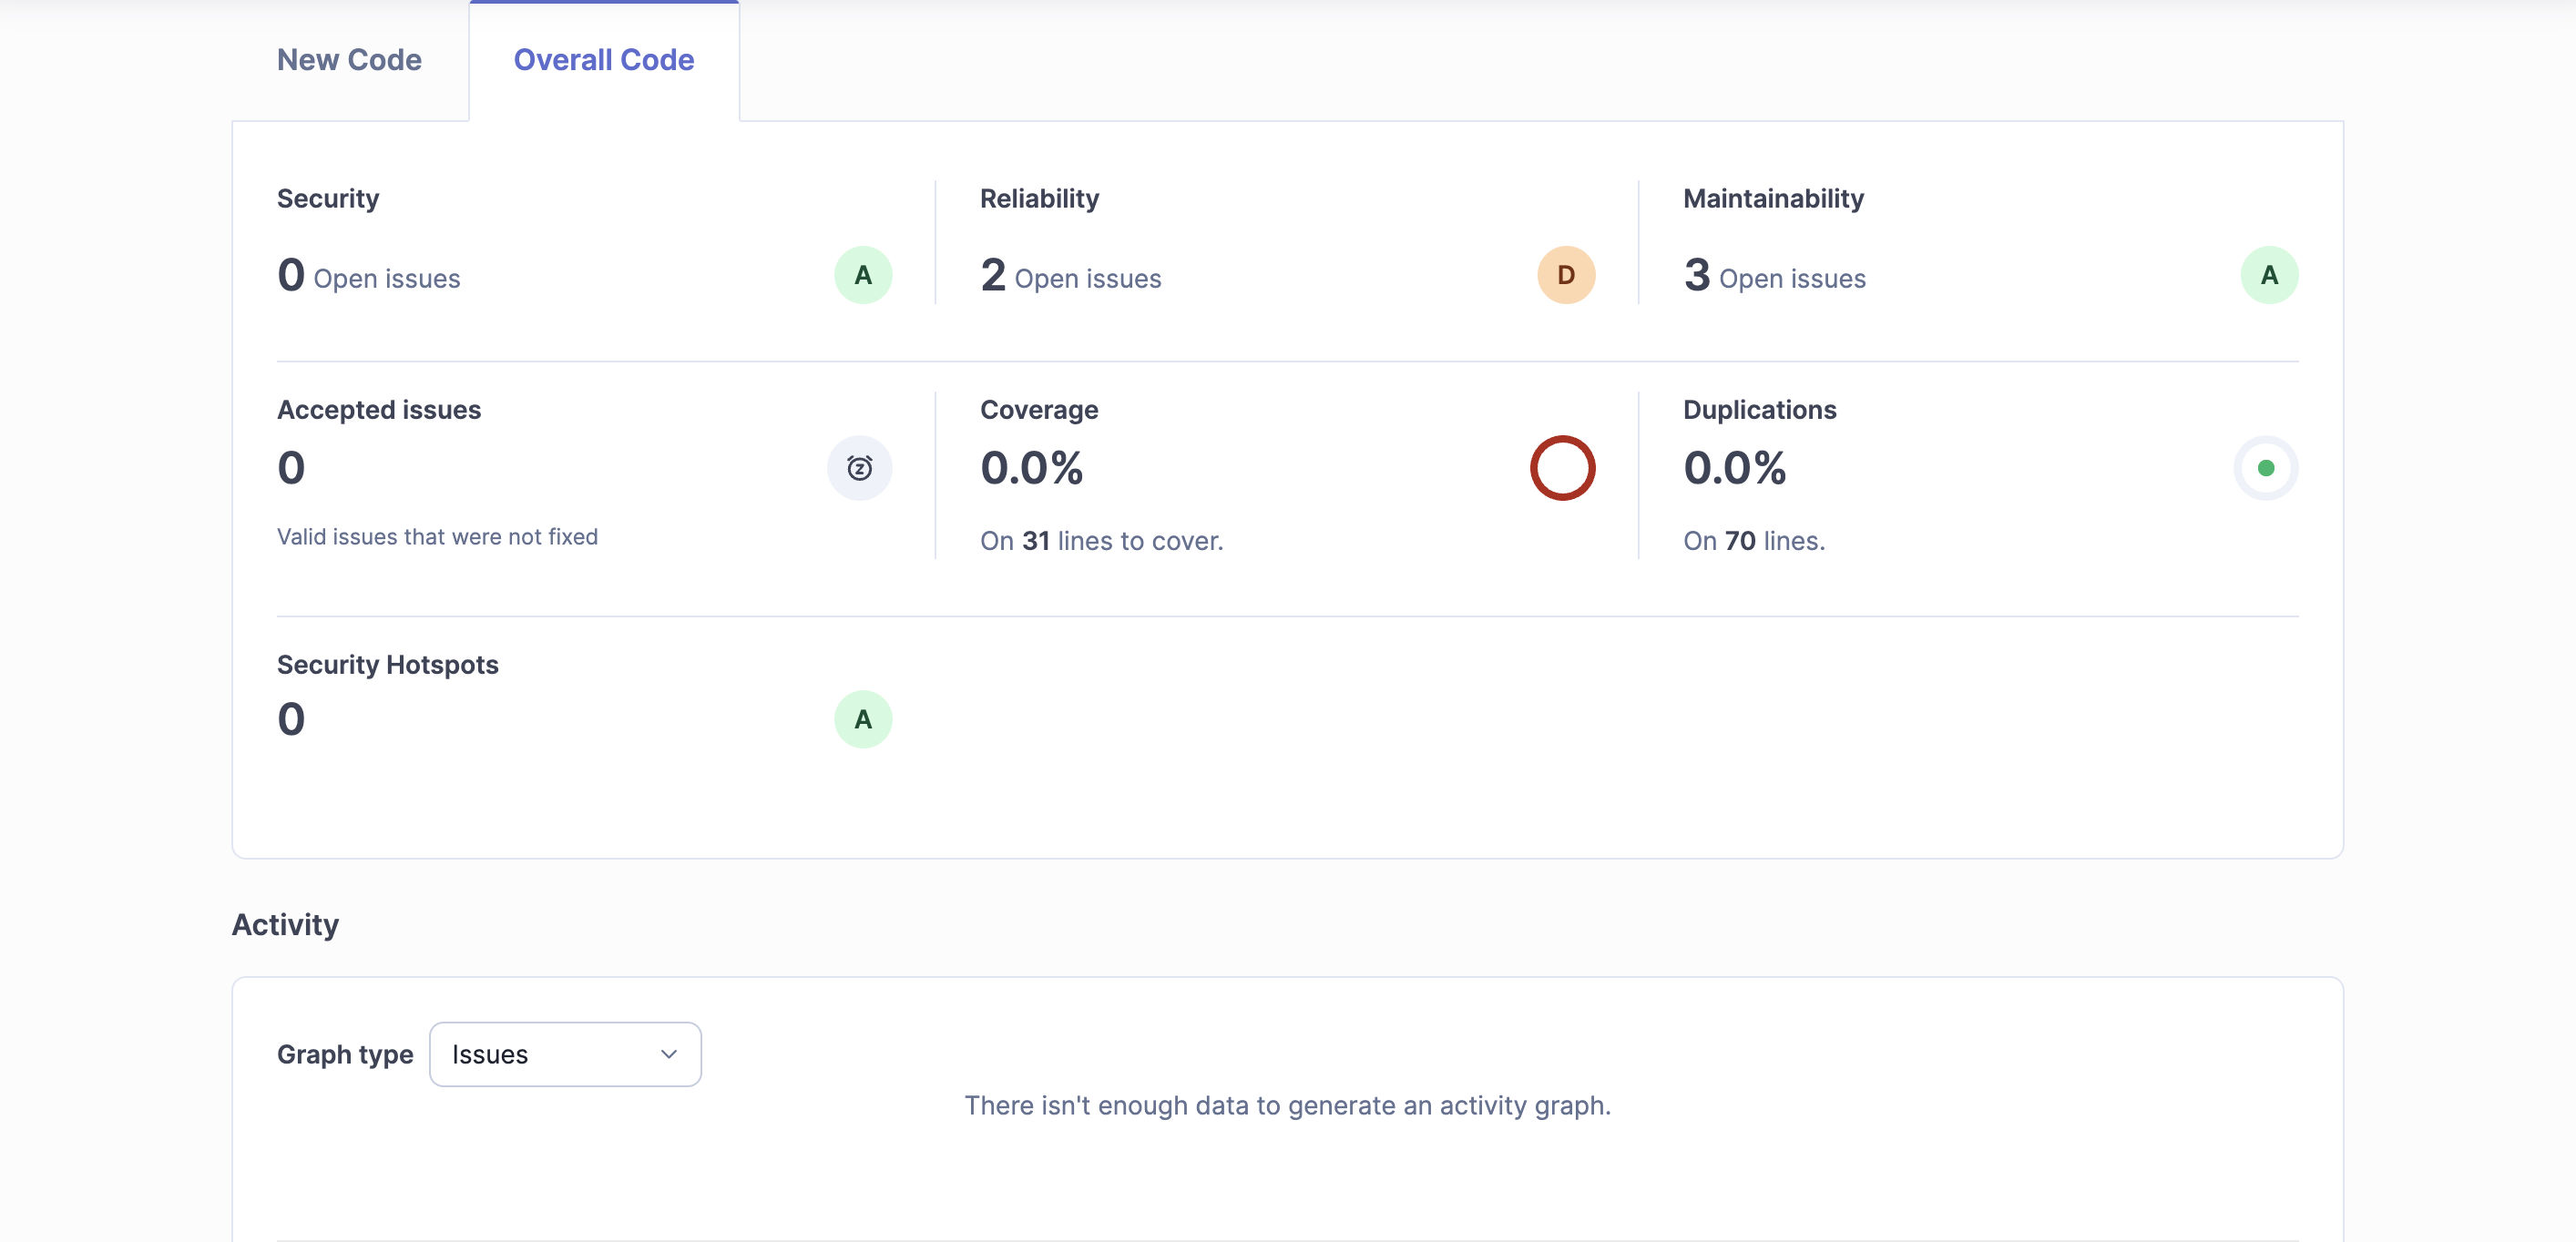 New Code
Overall Code
Security
Reliability
Maintainability
0 Open issues
A
2 Open issues
D
3 Open issues
A
Accepted issues
Coverage
Duplications
0
0.0%
0.0%
Valid issues that were not fixed
On 31 lines to cover.
On 70 lines.
Security Hotspots
0
A
Activity
Graph type
Issues
There isn't enough data to generate an activity graph.